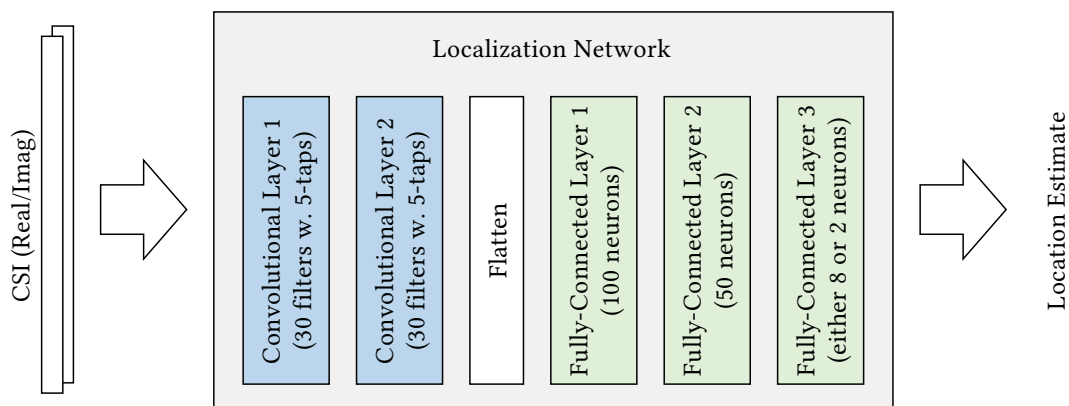 Localization Network
CSI (Real/Imag)
Convolutional Layer 1
(30 filters w. 5-taps)
Convolutional Layer 2
(30 filters w. 5-taps)
Flatten
Fully-Connected Layer 1
(100 neurons)
Fully-Connected Layer 2
(50 neurons)
Fully-Connected Layer 3
(either 8 or 2 neurons)
Location Estimate